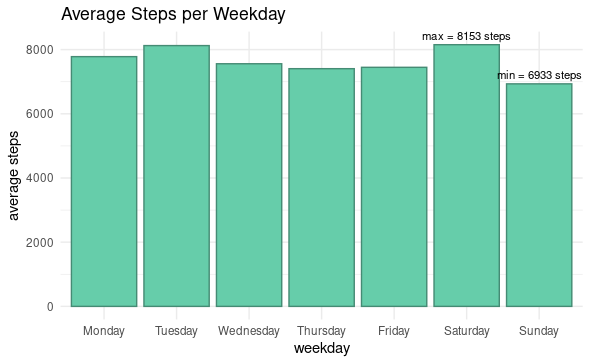 Average Steps per Weekday
max = 8153 steps
min = 6933 steps
8000
6000
4000
2000
0
average steps
Monday Tuesday Wednesday Thursday Friday Saturday Sunday
weekday